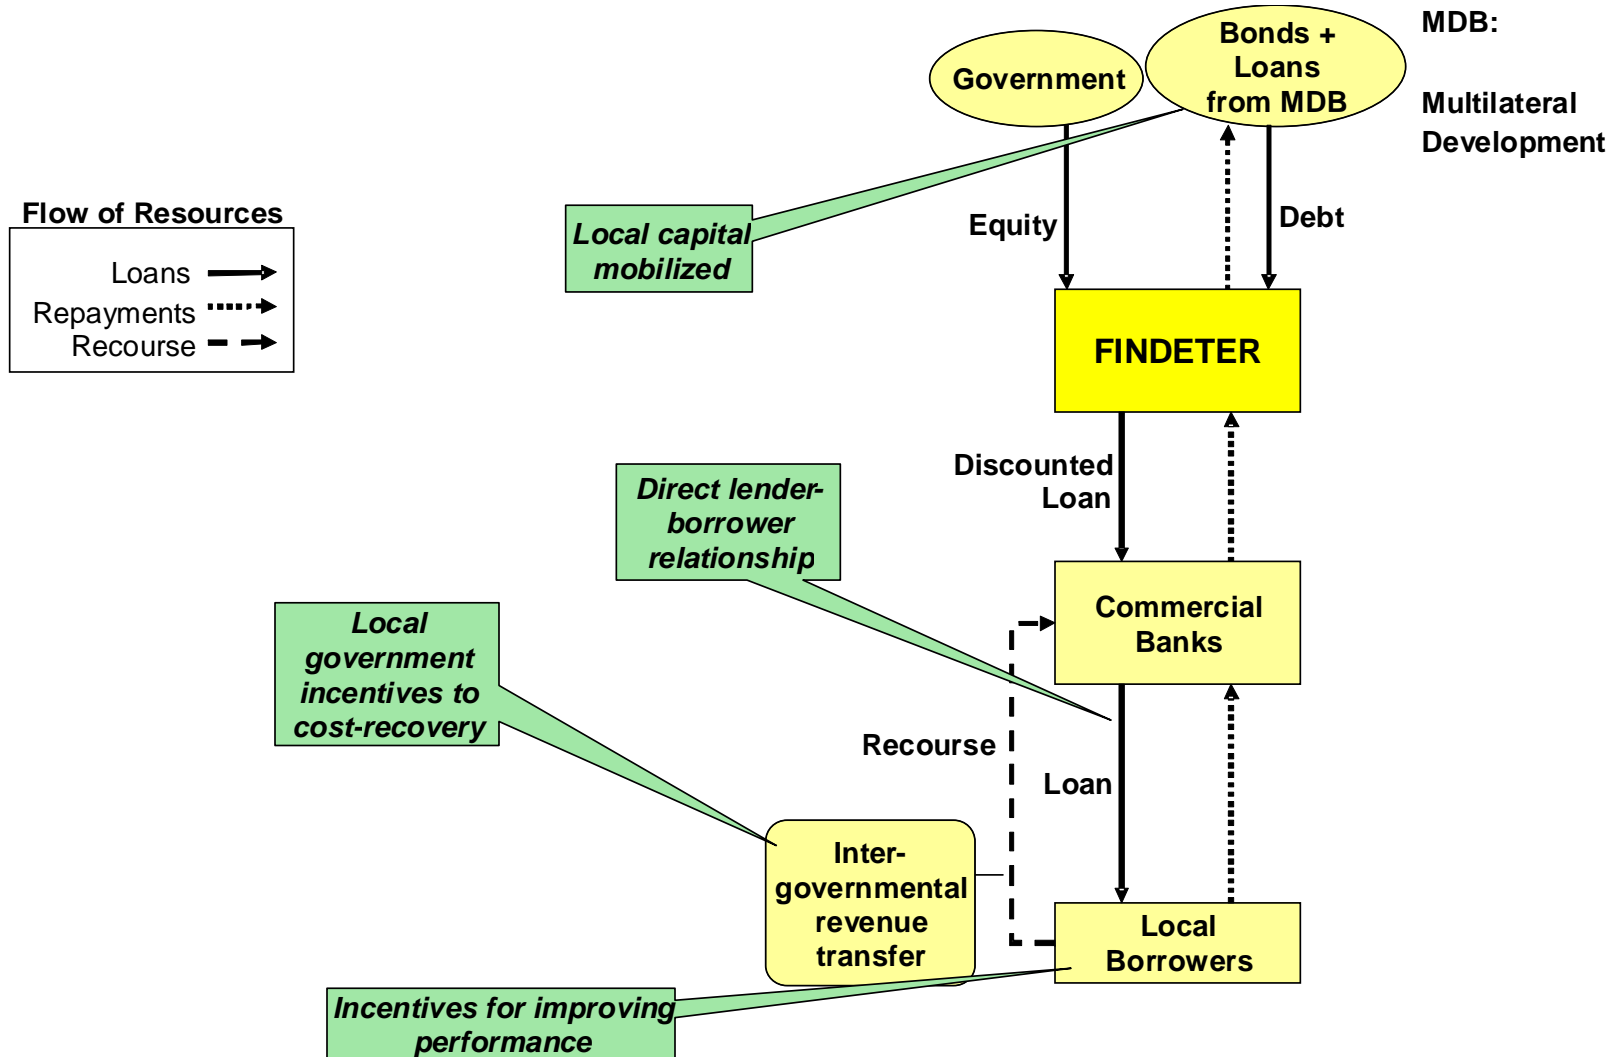 Government
Bonds +
Loans
from MDB
MDB:
Multilateral
Development
Flow of Resources
Loans
Repayments
Recourse
Local capital
mobilized
Equity
Debt
FINDETER
Discounted
Loan
Direct lender-
borrower
relationship
Commercial
Banks
Local
government
incentives to
cost-recovery
Recourse
Loan
Inter-
governmental
revenue
transfer
Local
Borrowers
Incentives for improving
performance